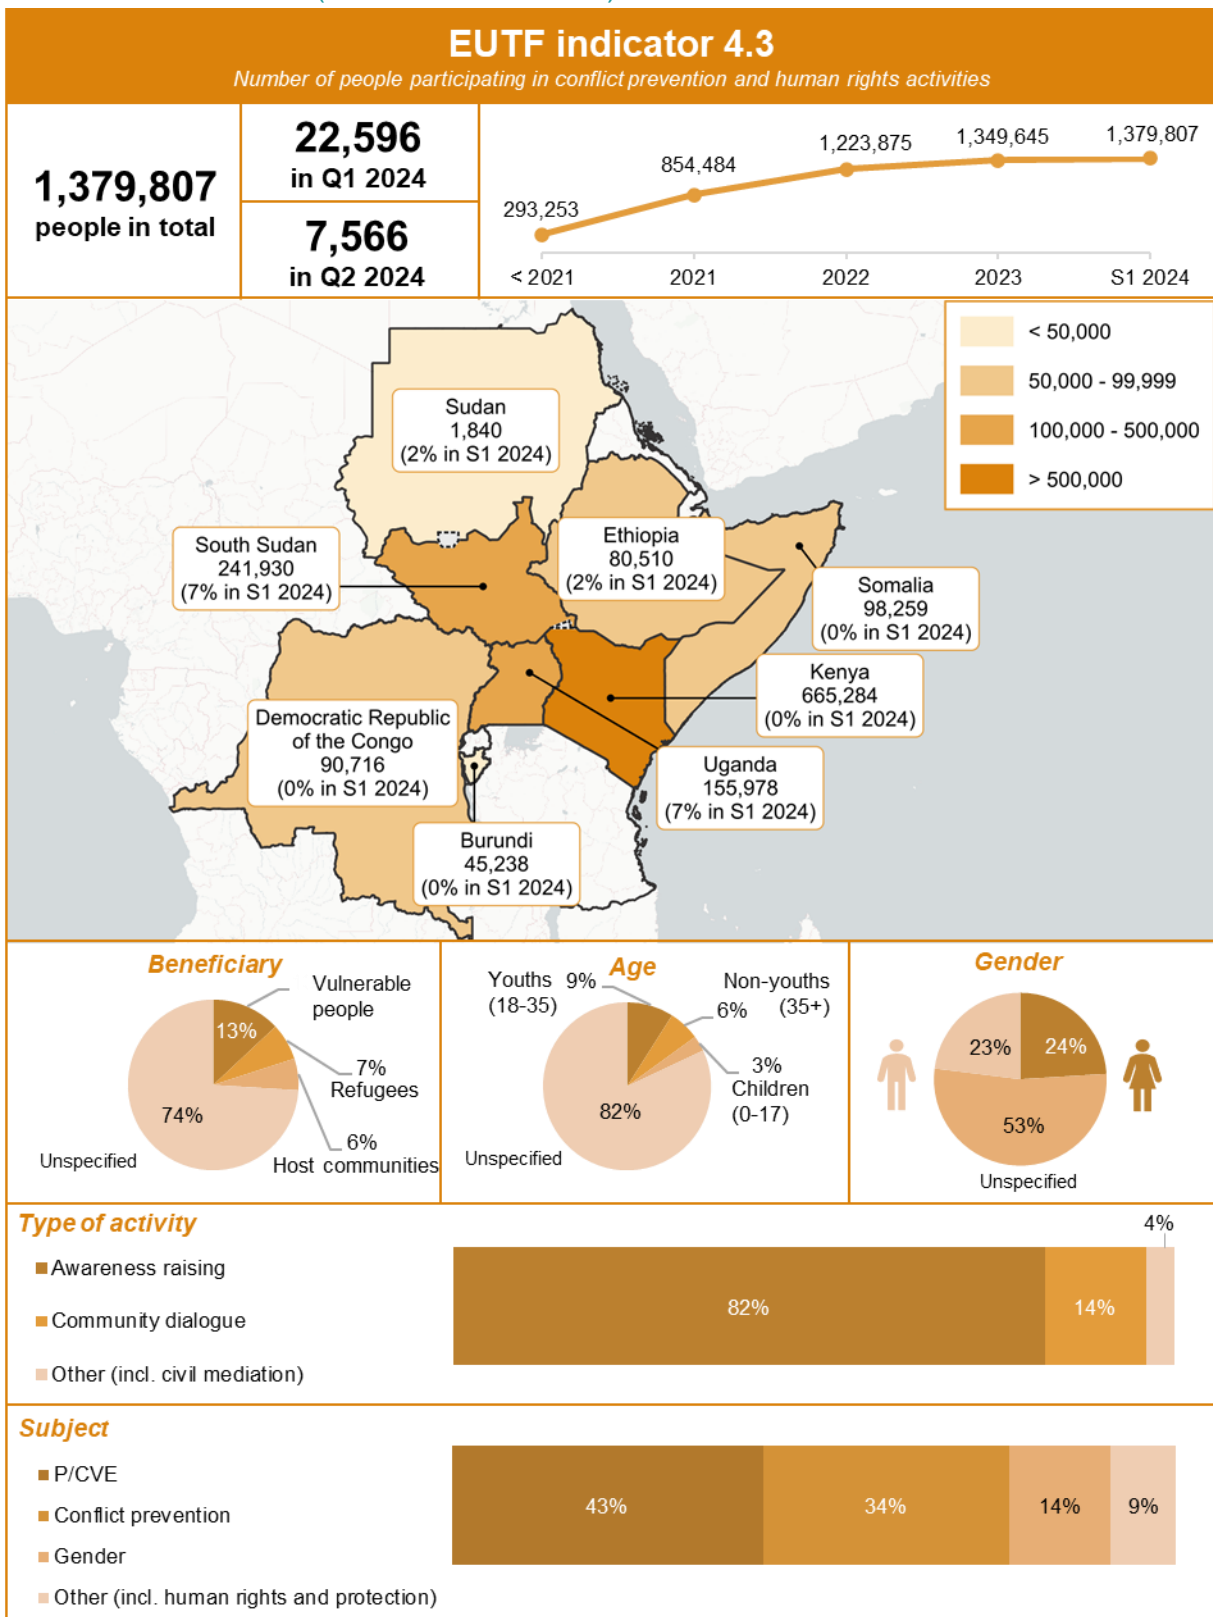 EUTF indicator 4.3
Number of people participating in conflict prevention and human rights activities
1,379,807
people in total
22,596
in Q1 2024
7,566
in Q2 2024
293,253
854,484
1,223,875
1,349,645
1,379,807
< 2021
2021
2022
2023
S1 2024
< 50,000
50,000 - 99,999
100,000 - 500,000
> 500,000
Sudan
1,840
(2% in S1 2024)
South Sudan
241,930
(7% in S1 2024)
Ethiopia
80,510
(2% in S1 2024)
Somalia
98,259
(0% in S1 2024)
Kenya
665,284
(0% in S1 2024)
Democratic Republic
of the Congo
90,716
(0% in S1 2024)
Uganda
155,978
(7% in S1 2024)
Burundi
45,238
(0% in S1 2024)
Beneficiary
Vulnerable
people
13%
7%
Refugees
74%
6%
Host communities
Unspecified
Age
Youths
(18-35)
9%
Non-youths
(35+)
6%
3%
Children
(0-17)
82%
Unspecified
Gender
23%
24%
53%
Unspecified
Type of activity
4%
Awareness raising
Community dialogue
Other (incl. civil mediation)
82%
14%
Subject
P/CVE
Conflict prevention
Gender
Other (incl. human rights and protection)
43%
34%
14%
9%